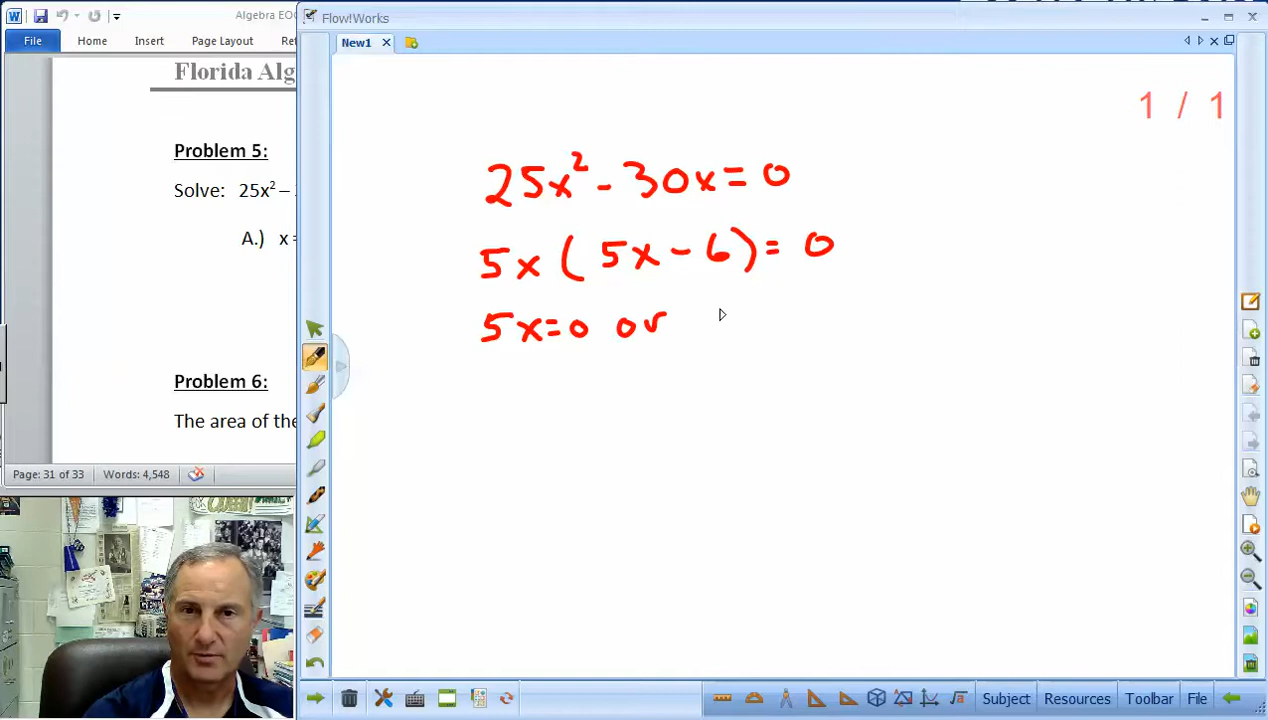 Algebra EOC
File Home Insert Page Layout Ref
Florida Alg
Problem 5:
Solve: 25x² –
A.) x =
Problem 6:
The area of the
Page: 31 of 33 Words: 4,548
Flow!Works
New1
1 / 1
25x² - 30x = 0
5x ( 5x - 6 ) = 0
5x = 0 or
Subject Resources Toolbar File